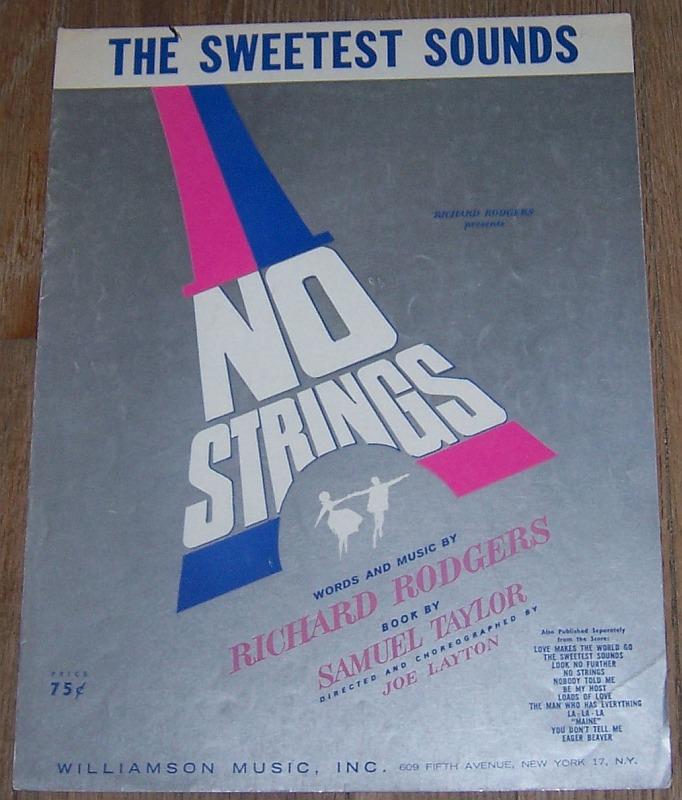 THE SWEETEST SOUNDS
RICHARD RODGERS
presents
NO
STRINGS
WORDS AND MUSIC BY
RICHARD RODGERS
BOOK BY
SAMUEL TAYLOR
DIRECTED AND CHOREOGRAPHED BY
JOE LAYTON
Also Published Separately
from the Score:
LOVE MAKES THE WORLD GO
THE SWEETEST SOUNDS
LOOK NO FURTHER
NO STRINGS
NOBODY TOLD ME
BE MY HOST
LOADS OF LOVE
THE MAN WHO HAS EVERYTHING
LA-LA-LA
"MAINE"
YOU DON'T TELL ME
EAGER BEAVER
PRICE
75¢
WILLIAMSON MUSIC, INC. 609 FIFTH AVENUE, NEW YORK 17, N.Y.